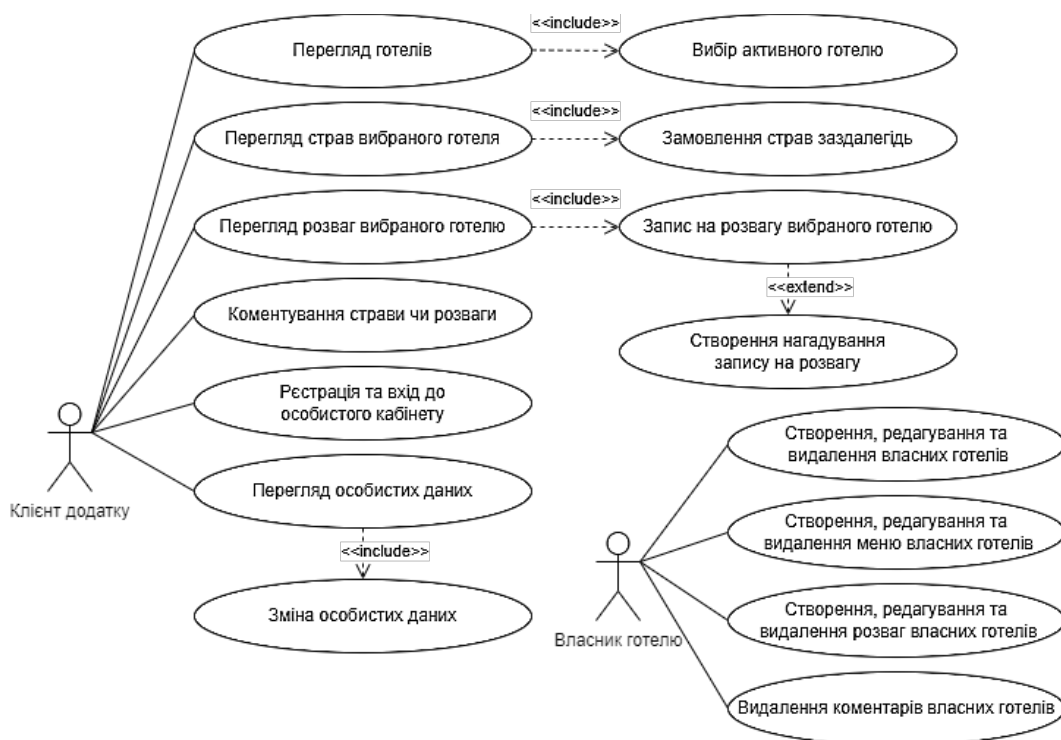 <<include>>
Перегляд готелів
Вибір активного готелю
<<include>>
Перегляд страв вибраного готеля
Замовлення страв заздалегідь
<<include>>
Перегляд розваг вибраного готелю
Запис на розвагу вибраного готелю
<<extend>>
Коментування страви чи розваги
Створення нагадування
запису на розвагу
Рєстрація та вхід до
особистого кабінету
Перегляд особистих даних
Клієнт додатку
<<include>>
Зміна особистих даних
Створення, редагування та
видалення власних готелів
Створення, редагування та
видалення меню власних готелів
Створення, редагування та
видалення розваг власних готелів
Власник готелю
Видалення коментарів власних готелів